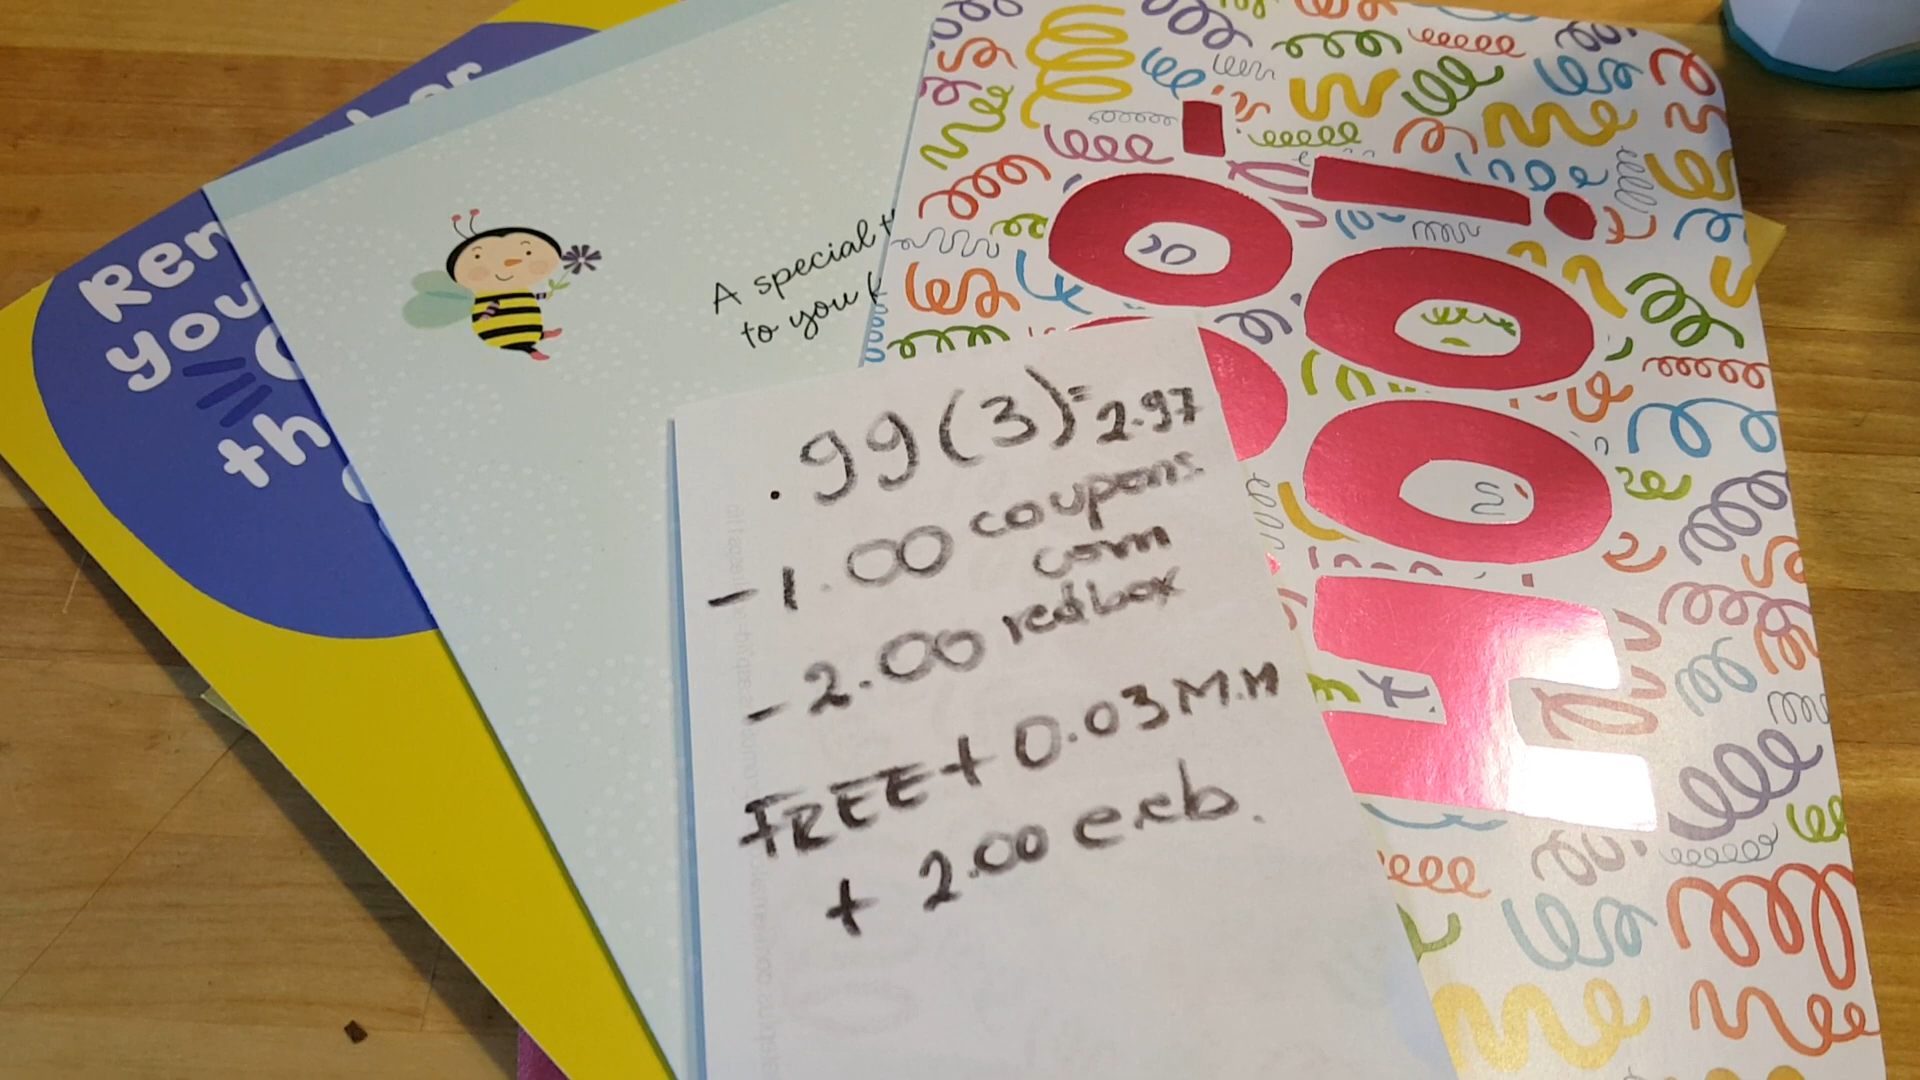 Ren
you
th
A special t
to you k
HOORAY!
.99(3)=2.97
-1.00 coupons.
com
-2.00 redbox
FREE + 0.03 M.M
+ 2.00 ecb.